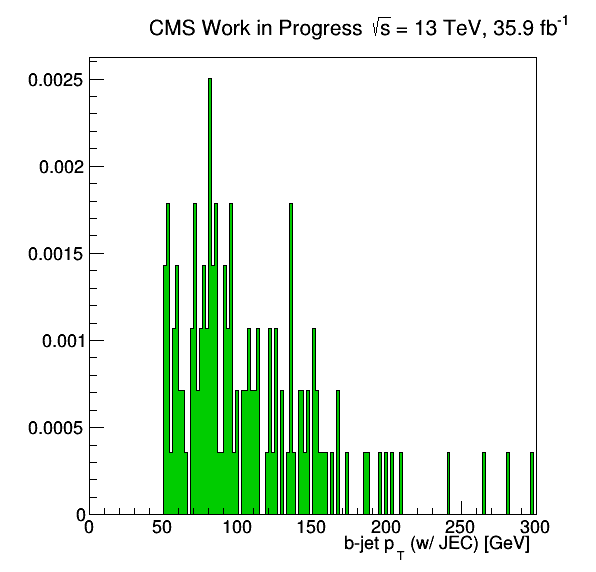 CMS Work in Progress √s = 13 TeV, 35.9 fb⁻¹
0.0025
0.002
0.0015
0.001
0.0005
0
0 50 100 150 200 250 300
b-jet p_T (w/ JEC) [GeV]